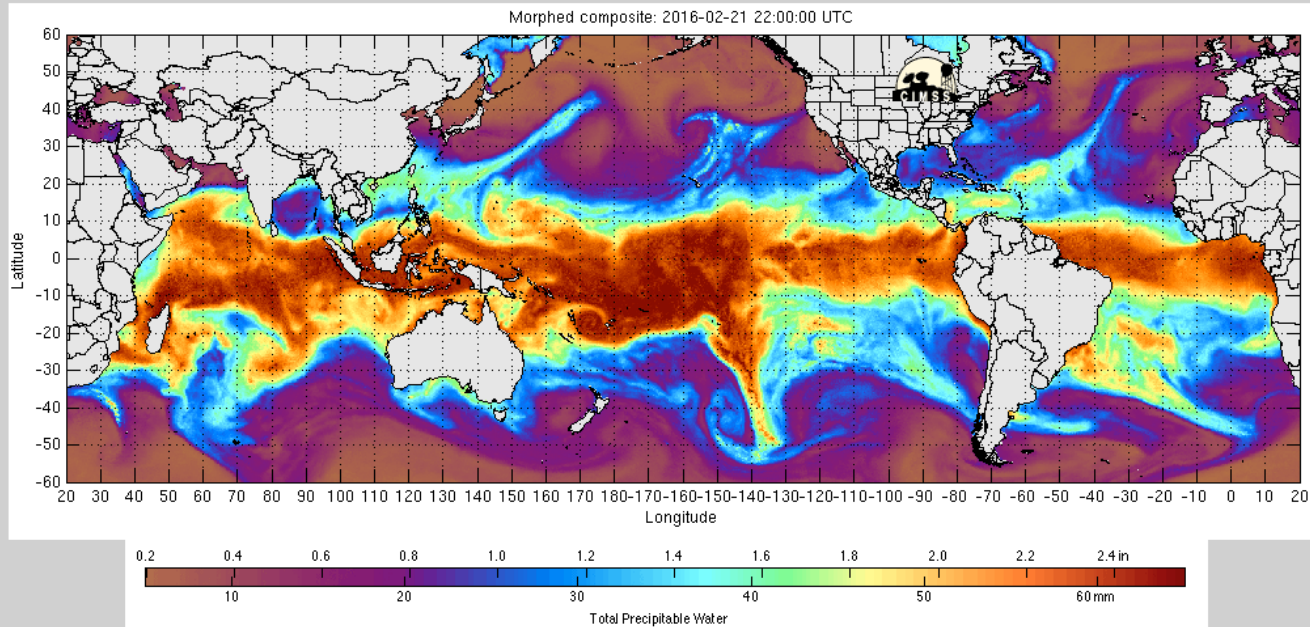 Morphed composite: 2016-02-21 22:00:00 UTC
60
50
40
30
20
10
0
-10
-20
-30
-40
-50
-60
Latitude
CIMSS
20 30 40 50 60 70 80 90 100 110 120 130 140 150 160 170 180-170-160-150-140-130-120-110-100-90 -80 -70 -60 -50 -40 -30 -20 -10 0 10 20
Longitude
0.2 0.4 0.6 0.8 1.0 1.2 1.4 1.6 1.8 2.0 2.2 2.4 in
10 20 30 40 50 60 mm
Total Precipitable Water